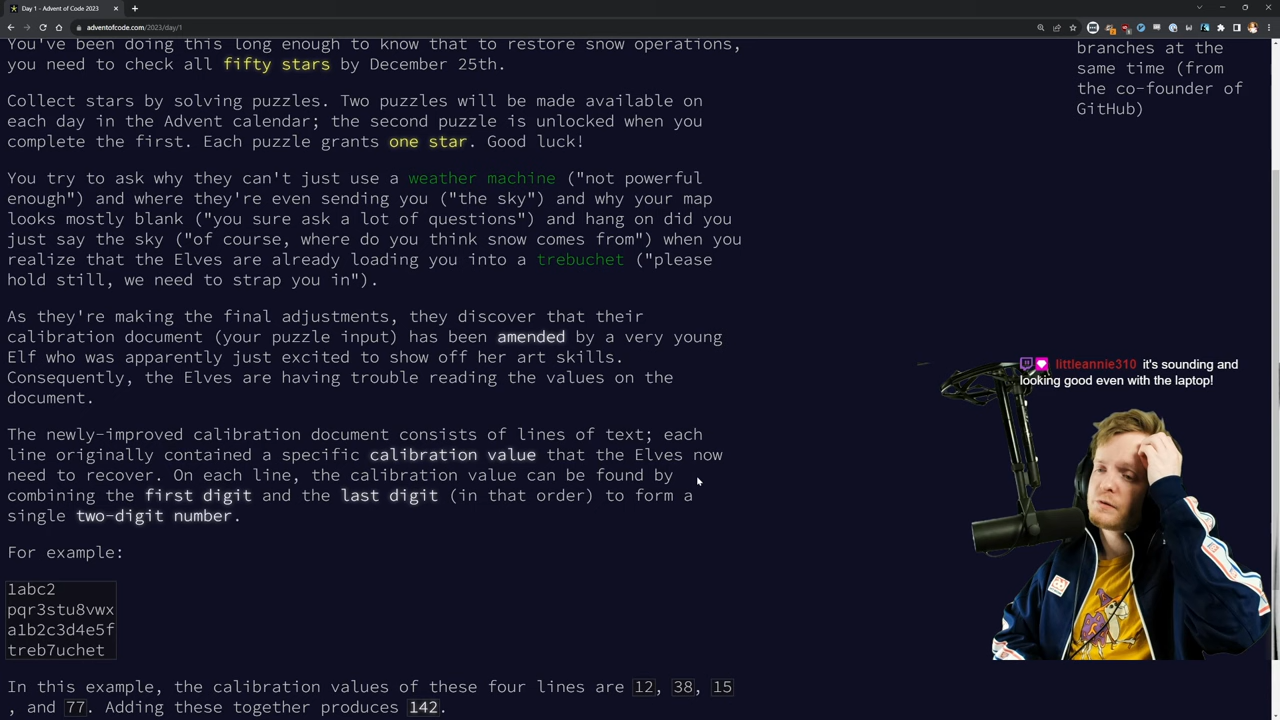 Day 1 - Advent of Code 2023
adventofcode.com/2023/day/1
You've been doing this long enough to know that to restore snow operations,
you need to check all fifty stars by December 25th.
Collect stars by solving puzzles. Two puzzles will be made available on
each day in the Advent calendar; the second puzzle is unlocked when you
complete the first. Each puzzle grants one star. Good luck!
You try to ask why they can't just use a weather machine ("not powerful
enough") and where they're even sending you ("the sky") and why your map
looks mostly blank ("you sure ask a lot of questions") and hang on did you
just say the sky ("of course, where do you think snow comes from") when you
realize that the Elves are already loading you into a trebuchet ("please
hold still, we need to strap you in").
As they're making the final adjustments, they discover that their
calibration document (your puzzle input) has been amended by a very young
Elf who was apparently just excited to show off her art skills.
Consequently, the Elves are having trouble reading the values on the
document.
The newly-improved calibration document consists of lines of text; each
line originally contained a specific calibration value that the Elves now
need to recover. On each line, the calibration value can be found by
combining the first digit and the last digit (in that order) to form a
single two-digit number.
For example:
1abc2
pqr3stu8vwx
a1b2c3d4e5f
treb7uchet
In this example, the calibration values of these four lines are 12, 38, 15
, and 77. Adding these together produces 142.
branches at the
same time (from
the co-founder of
GitHub)
littleannie310 it's sounding and
looking good even with the laptop!